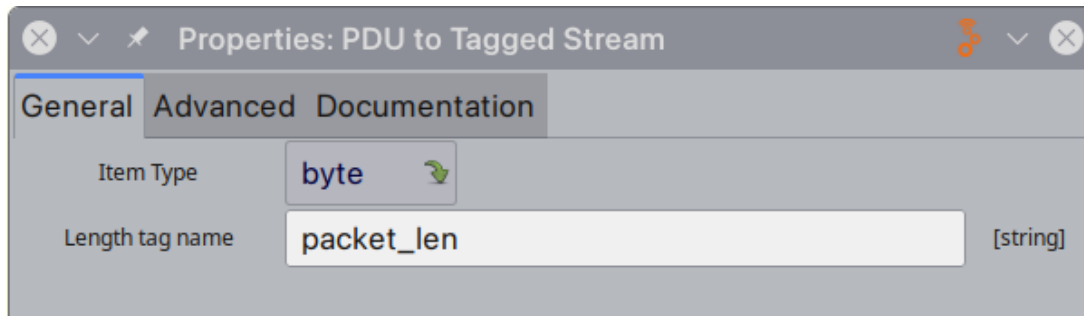 Properties: PDU to Tagged Stream
General Advanced Documentation
Item Type byte
Length tag name packet_len [string]